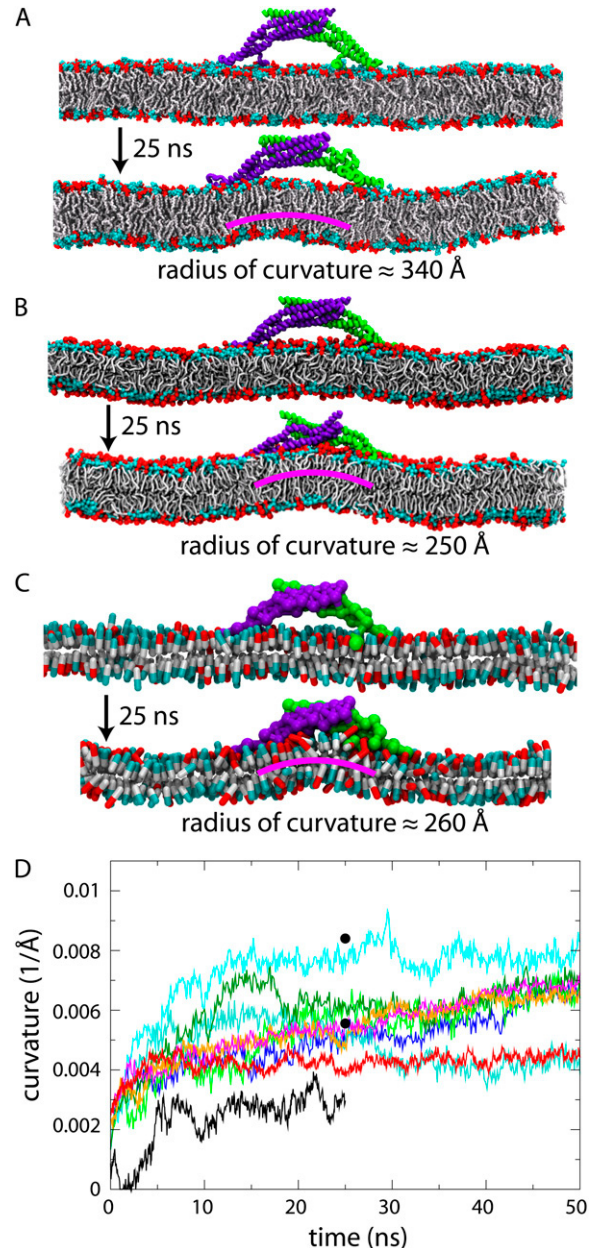 A
25 ns
radius of curvature ≈ 340 Å
B
25 ns
radius of curvature ≈ 250 Å
C
25 ns
radius of curvature ≈ 260 Å
D
0.01
0.008
0.006
0.004
0.002
0
curvature (1/Å)
0 10 20 30 40 50
time (ns)